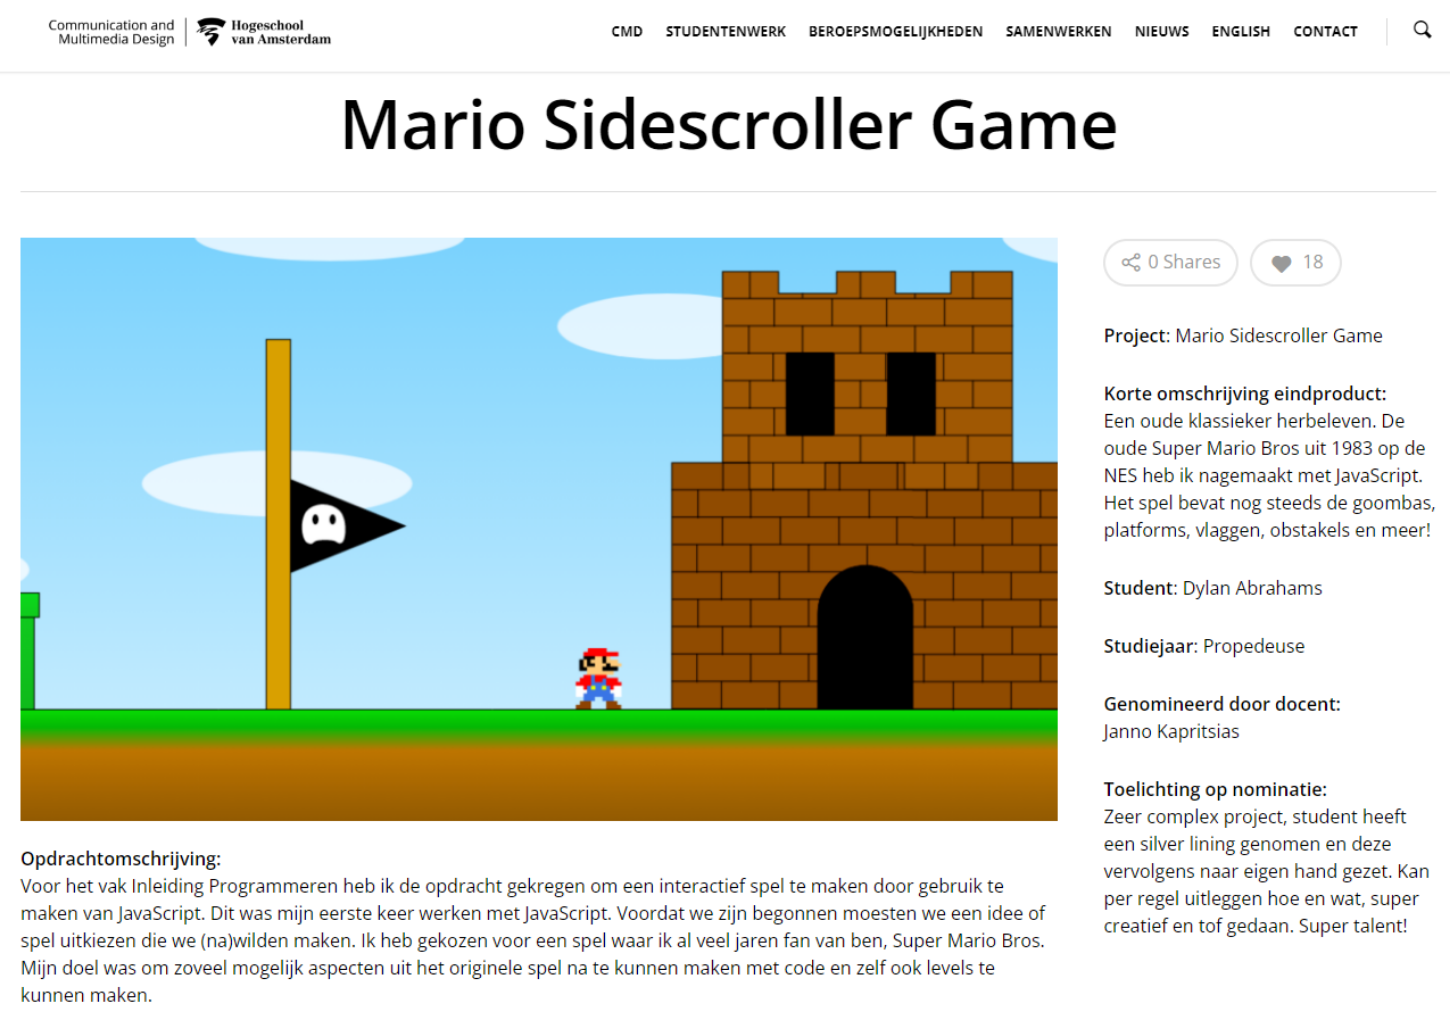 Communication and
Multimedia Design
Hogeschool
van Amsterdam
CMD STUDENTENWERK BEROEPSMOGELIJKHEDEN SAMENWERKEN NIEUWS ENGLISH CONTACT
Mario Sidescroller Game
0 Shares 18
Project: Mario Sidescroller Game
Korte omschrijving eindproduct:
Een oude klassieker herbeleven. De
oude Super Mario Bros uit 1983 op de
NES heb ik nagemaakt met JavaScript.
Het spel bevat nog steeds de goombas,
platforms, vlaggen, obstakels en meer!
Student: Dylan Abrahams
Studiejaar: Propedeuse
Genomineerd door docent:
Janno Kapritsias
Toelichting op nominatie:
Zeer complex project, student heeft
een silver lining genomen en deze
vervolgens naar eigen hand gezet. Kan
per regel uitleggen hoe en wat, super
creatief en tof gedaan. Super talent!
Opdrachtomschrijving:
Voor het vak Inleiding Programmeren heb ik de opdracht gekregen om een interactief spel te maken door gebruik te
maken van JavaScript. Dit was mijn eerste keer werken met JavaScript. Voordat we zijn begonnen moesten we een idee of
spel uitkiezen die we (na)wilden maken. Ik heb gekozen voor een spel waar ik al veel jaren fan van ben, Super Mario Bros.
Mijn doel was om zoveel mogelijk aspecten uit het originele spel na te kunnen maken met code en zelf ook levels te
kunnen maken.